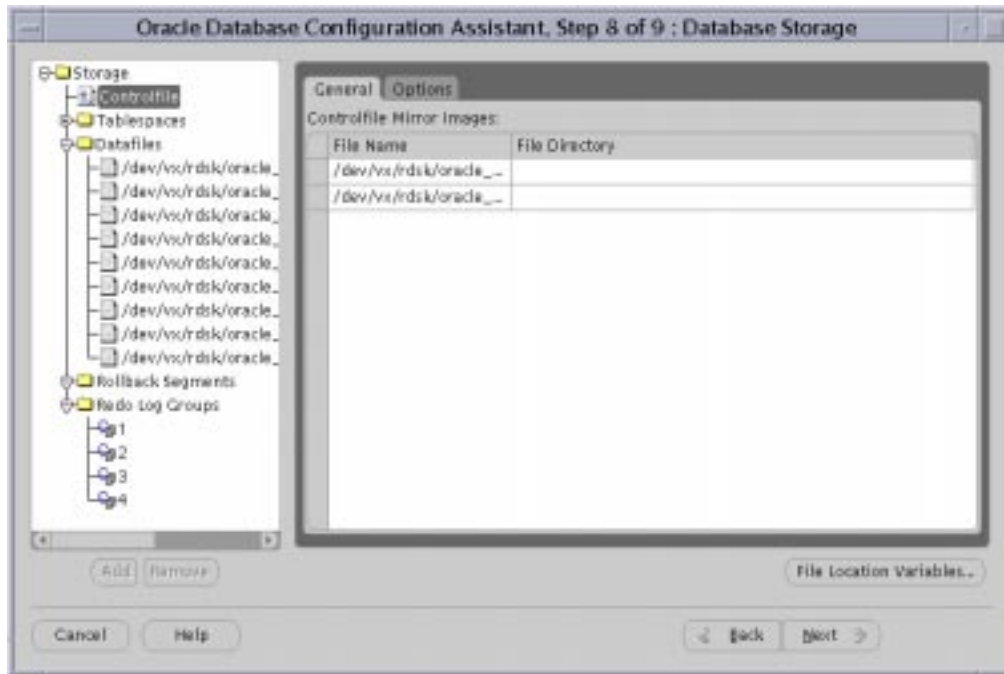 Oracle Database Configuration Assistant, Step 8 of 9 : Database Storage
Storage
Controlfile
Tablespaces
Datafiles
/dev/vx/rdsk/oracle_
/dev/vx/rdsk/oracle_
/dev/vx/rdsk/oracle_
/dev/vx/rdsk/oracle_
/dev/vx/rdsk/oracle_
/dev/vx/rdsk/oracle_
/dev/vx/rdsk/oracle_
/dev/vx/rdsk/oracle_
/dev/vx/rdsk/oracle_
Rollback Segments
Redo Log Groups
1
2
3
4
Add Remove
General Options
Controlfile Mirror Images:
File Name File Directory
/dev/vx/rdsk/oracle_...
/dev/vx/rdsk/oracle_...
File Location Variables...
Cancel Help Back Next